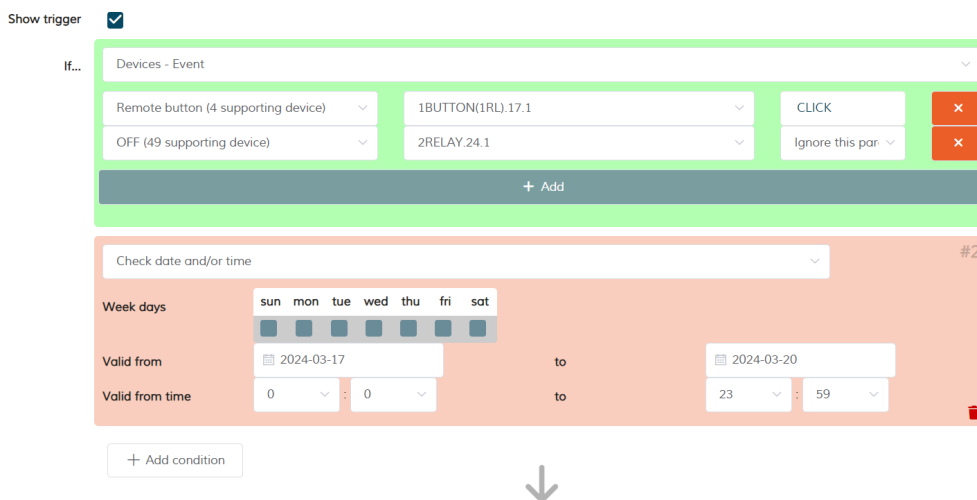 Show trigger
If...
Devices - Event
Remote button (4 supporting device) 1BUTTON(1RL).17.1 CLICK
OFF (49 supporting device) 2RELAY.24.1 Ignore this par
+ Add
Check date and/or time #2
sun mon tue wed thu fri sat
Week days
Valid from 2024-03-17 to 2024-03-20
Valid from time 0 : 0 to 23 : 59
+ Add condition